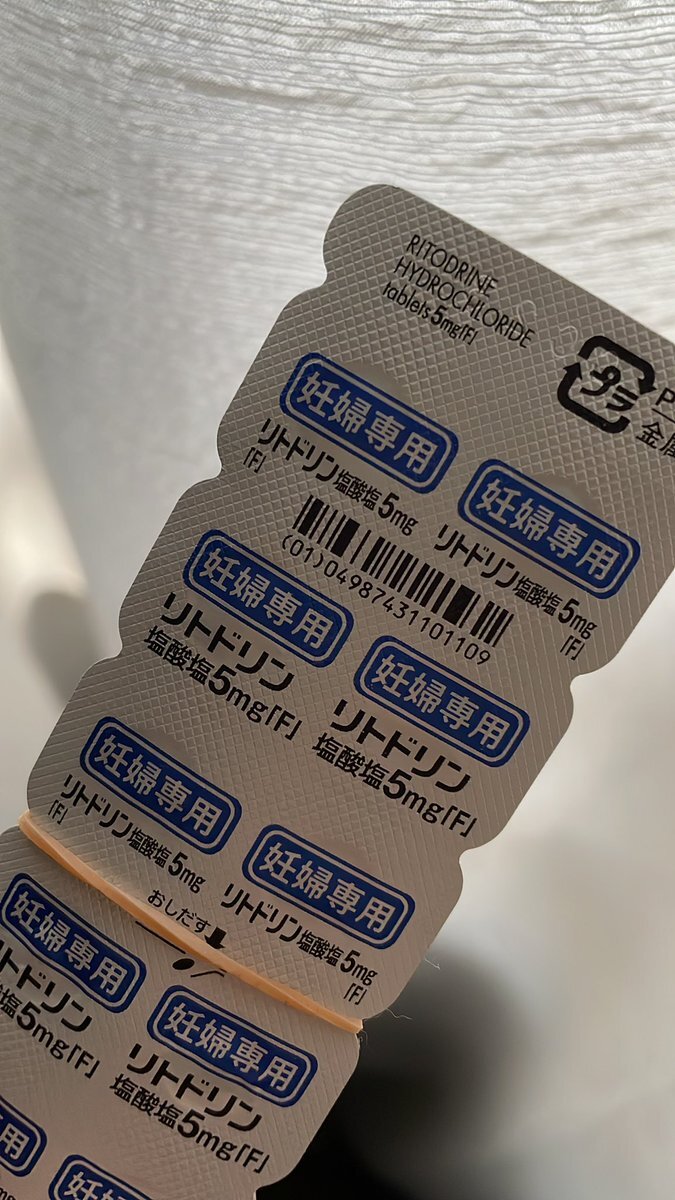 RITODRINE
HYDROCHLORIDE
tablets 5mg「F」
プラ
妊婦専用
リトドリン塩酸塩5mg
「F」
妊婦専用
リトドリン塩酸塩5mg
「F」
(01)04987431101109
妊婦専用
リトドリン
塩酸塩5mg「F」
妊婦専用
リトドリン
塩酸塩5mg「F」
妊婦専用
リトドリン塩酸塩5mg
「F」
妊婦専用
リトドリン塩酸塩5mg
「F」
おしだす
妊婦専用
リトドリン
塩酸塩5mg「F」
妊婦専用
リトドリン
塩酸塩5mg「F」